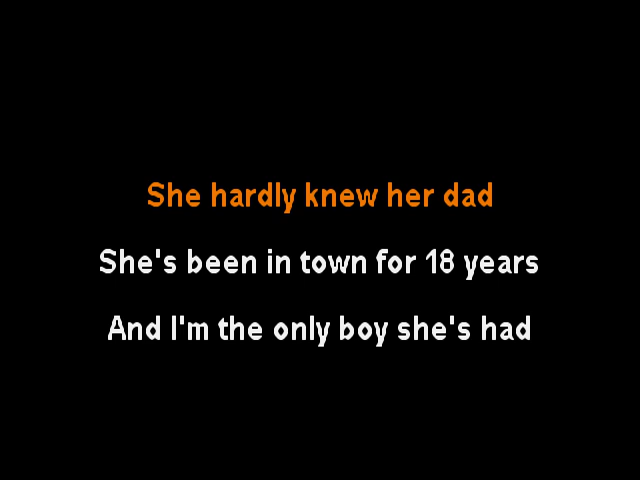 She hardly knew her dad
She's been in town for 18 years
And I'm the only boy she's had